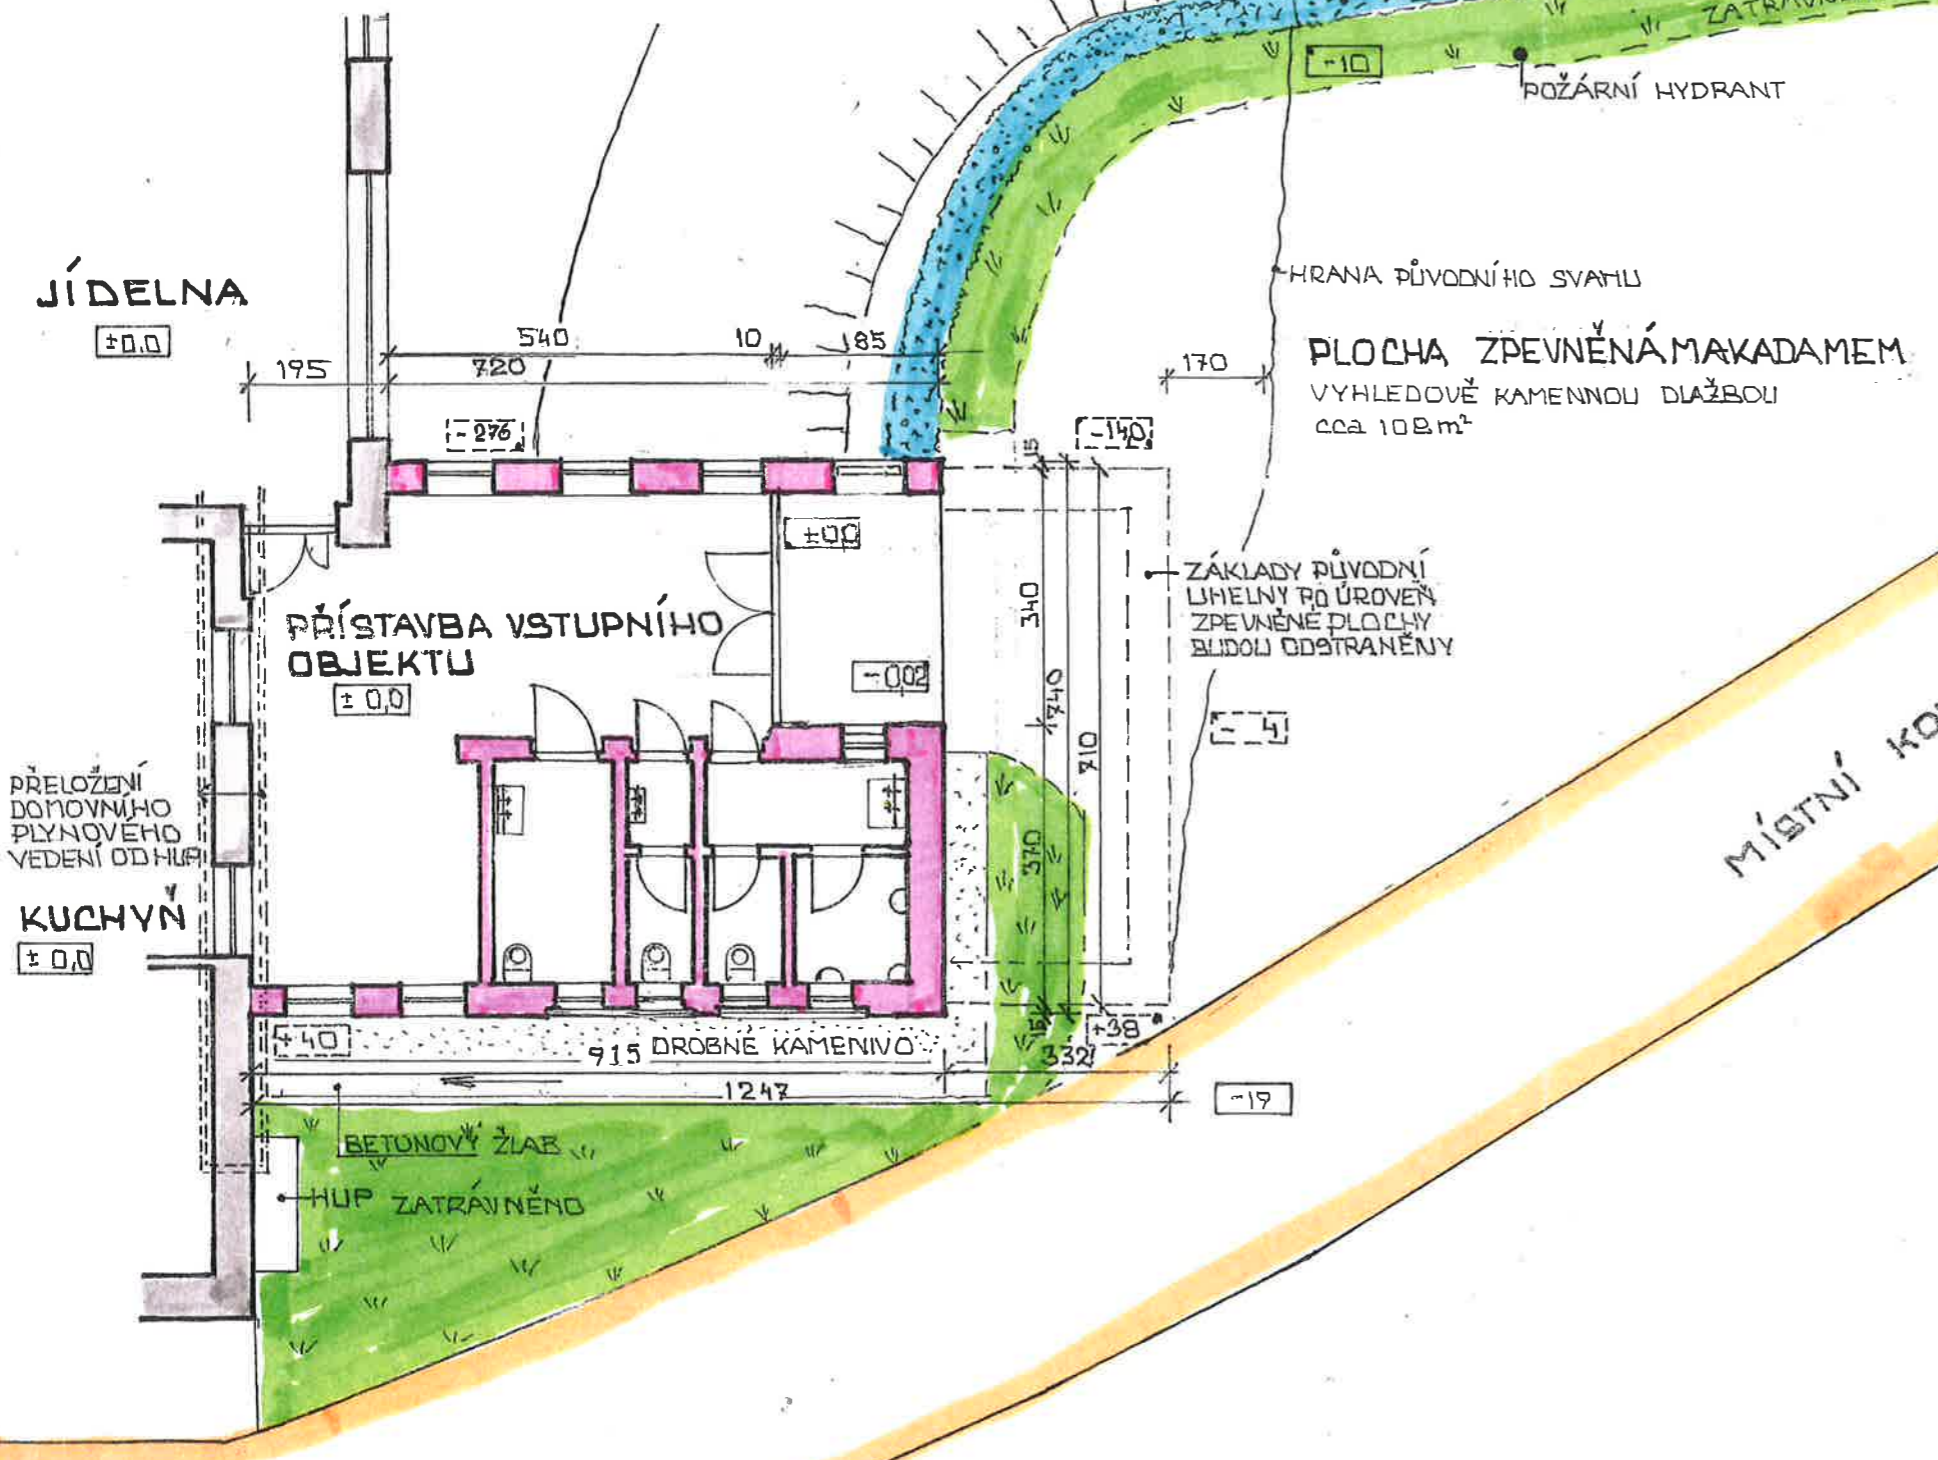 -10
POŽÁRNÍ HYDRANT
HRANA PŮVODNÍHO SVAHU
JÍDELNA
±0,0
540
10
185
195
720
170
PLOCHA ZPEVNĚNÁ MAKADAMEM
VÝHLEDOVĚ KAMENNOU DLAŽBOU
cca 108 m²
-276
-140
15
±0,0
340
740
710
ZÁKLADY PŮVODNÍ
UHELNY PO ÚROVEŇ
ZPEVNĚNÉ PLOCHY
BUDOU ODSTRANĚNY
PŘÍSTAVBA VSTUPNÍHO
OBJEKTU
± 0,0
-0,02
- 4
MÍSTNÍ
PŘELOŽENÍ
DOMOVNÍHO
PLYNOVÉHO
VEDENÍ OD HUP
KUCHYŇ
± 0,0
370
15
+40
+38
915
DROBNÉ KAMENIVO
332
1247
-19
BETONOVÝ ŽLAB
HUP
ZATRÁVNĚNO